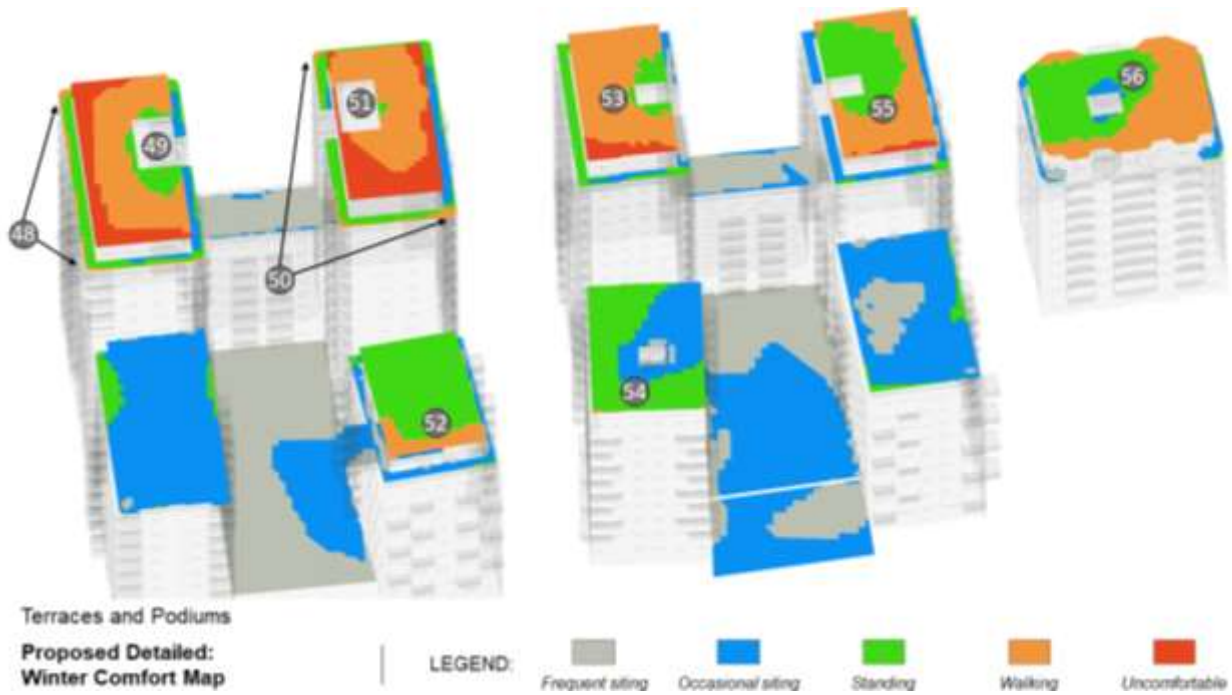 56
53
55
51
49
48
50
54
52
Terraces and Podiums
Proposed Detailed:
Winter Comfort Map
LEGEND:
Frequent siting
Occasional siting
Standing
Walking
Uncomfortable